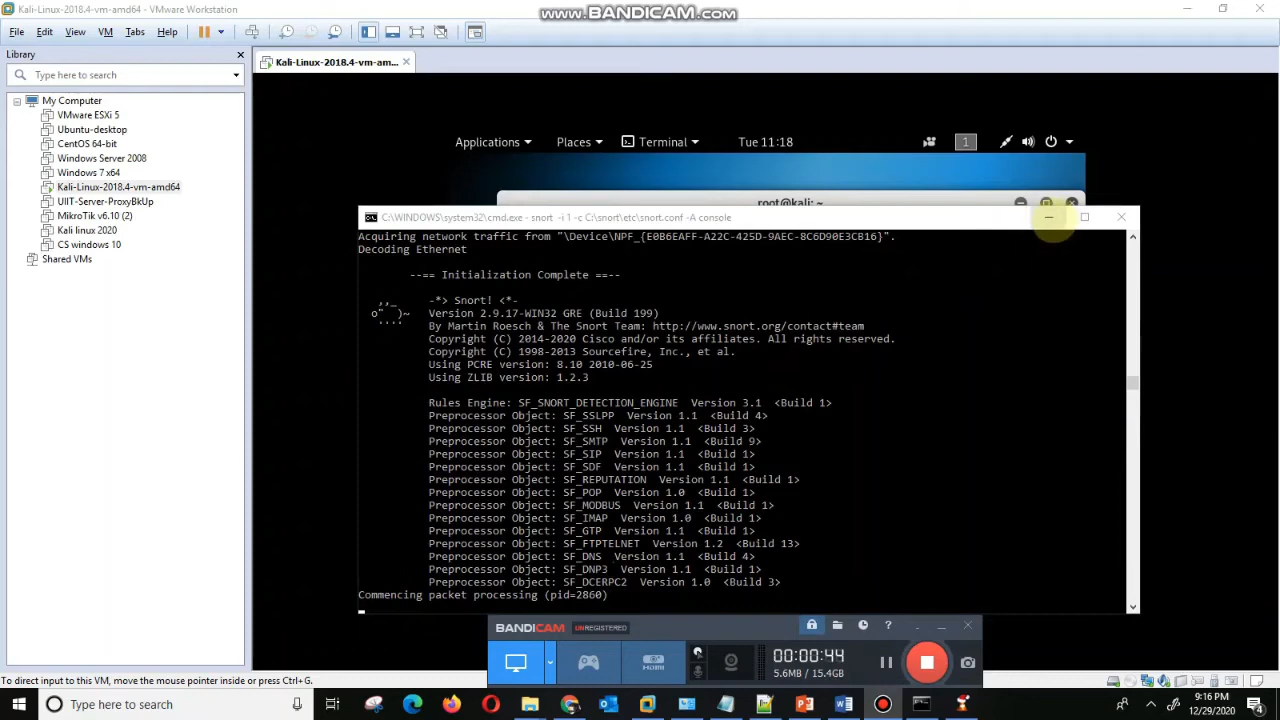 Kali-Linux-2018.4-vm-amd64 - VMware Workstation
www.BANDICAM.com
File Edit View VM Tabs Help
Library
Kali-Linux-2018.4-vm-am...
Type here to search
My Computer
VMware ESXi 5
Ubuntu-desktop
CentOS 64-bit
Windows Server 2008
Windows 7 x64
Kali-Linux-2018.4-vm-amd64
UIIT-Server-ProxyBkUp
MikroTik v6.10 (2)
Kali linux 2020
CS windows 10
Shared VMs
Applications Places Terminal Tue 11:18 1
root@kali: ~
C:\WINDOWS\system32\cmd.exe - snort -i 1 -c C:\snort\etc\snort.conf -A console
Acquiring network traffic from "\Device\NPF_{E0B6EAFF-A22C-425D-9AEC-8C6D90E3CB16}".
Decoding Ethernet
--== Initialization Complete ==--
,,_ -*> Snort! <*-
o" )~ Version 2.9.17-WIN32 GRE (Build 199)
'''' By Martin Roesch & The Snort Team: http://www.snort.org/contact#team
Copyright (C) 2014-2020 Cisco and/or its affiliates. All rights reserved.
Copyright (C) 1998-2013 Sourcefire, Inc., et al.
Using PCRE version: 8.10 2010-06-25
Using ZLIB version: 1.2.3
Rules Engine: SF_SNORT_DETECTION_ENGINE Version 3.1 <Build 1>
Preprocessor Object: SF_SSLPP Version 1.1 <Build 4>
Preprocessor Object: SF_SSH Version 1.1 <Build 3>
Preprocessor Object: SF_SMTP Version 1.1 <Build 9>
Preprocessor Object: SF_SIP Version 1.1 <Build 1>
Preprocessor Object: SF_SDF Version 1.1 <Build 1>
Preprocessor Object: SF_REPUTATION Version 1.1 <Build 1>
Preprocessor Object: SF_POP Version 1.0 <Build 1>
Preprocessor Object: SF_MODBUS Version 1.1 <Build 1>
Preprocessor Object: SF_IMAP Version 1.0 <Build 1>
Preprocessor Object: SF_GTP Version 1.1 <Build 1>
Preprocessor Object: SF_FTPTELNET Version 1.2 <Build 13>
Preprocessor Object: SF_DNS Version 1.1 <Build 4>
Preprocessor Object: SF_DNP3 Version 1.1 <Build 1>
Preprocessor Object: SF_DCERPC2 Version 1.0 <Build 3>
Commencing packet processing (pid=2860)
BANDICAM UNREGISTERED
HDMI
00:00:44
5.6MB / 15.4GB
To direct input to this VM, move the mouse pointer inside or press Ctrl+G.
Type here to search
9:16 PM
12/29/2020